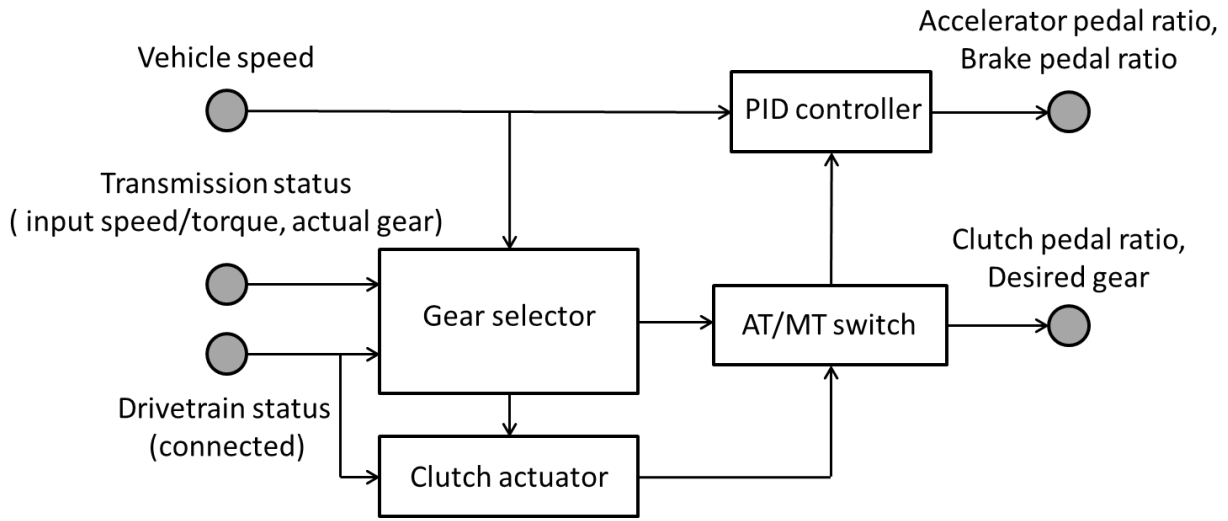 Vehicle speed
Accelerator pedal ratio,
Brake pedal ratio
PID controller
Transmission status
( input speed/torque, actual gear)
Gear selector
AT/MT switch
Clutch pedal ratio,
Desired gear
Drivetrain status
(connected)
Clutch actuator